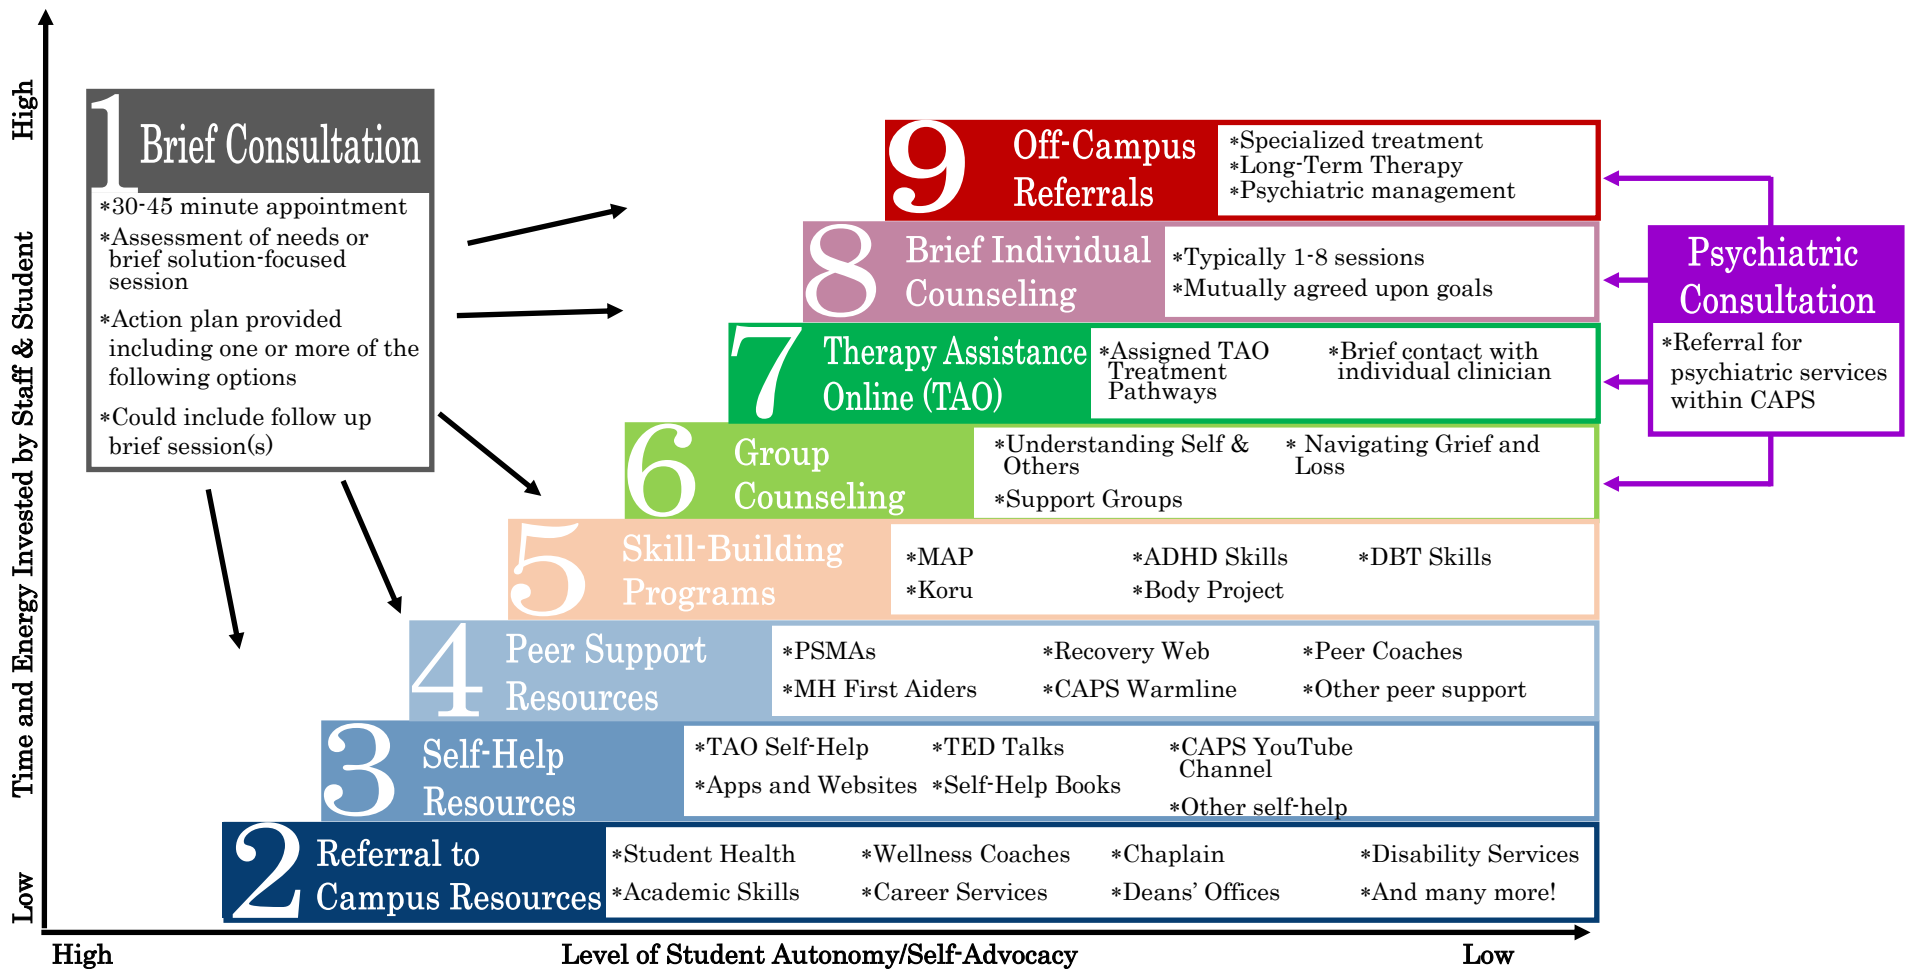 High
Time and Energy Invested by Staff & Student
Low
1
Brief Consultation
*30-45 minute appointment
*Assessment of needs or
brief solution-focused
session
*Action plan provided
including one or more of the
following options
*Could include follow up
brief session(s)
9
Off-Campus
Referrals
*Specialized treatment
*Long-Term Therapy
*Psychiatric management
8
Brief Individual
Counseling
*Typically 1-8 sessions
*Mutually agreed upon goals
7
Therapy Assistance
Online (TAO)
*Assigned TAO
Treatment
Pathways
*Brief contact with
individual clinician
6
Group
Counseling
*Understanding Self &
Others
*Support Groups
* Navigating Grief and
Loss
5
Skill-Building
Programs
*MAP
*ADHD Skills
*DBT Skills
*Koru
*Body Project
4
Peer Support
Resources
*PSMAs
*Recovery Web
*Peer Coaches
*MH First Aiders
*CAPS Warmline
*Other peer support
3
Self-Help
Resources
*TAO Self-Help
*TED Talks
*CAPS YouTube
Channel
*Apps and Websites
*Self-Help Books
*Other self-help
2
Referral to
Campus Resources
*Student Health
*Wellness Coaches
*Chaplain
*Disability Services
*Academic Skills
*Career Services
*Deans' Offices
*And many more!
Psychiatric
Consultation
*Referral for
psychiatric services
within CAPS
High
Level of Student Autonomy/Self-Advocacy
Low